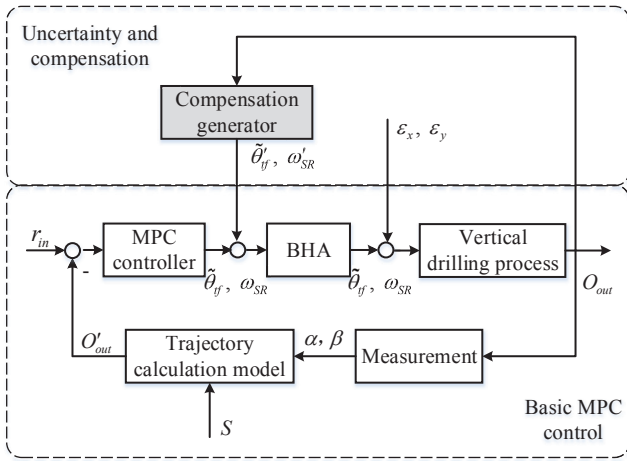 Uncertainty and
compensation
Compensation
generator
θ̃'tf, ω'SR
εx, εy
rin
-
MPC
controller
θ̃tf, ωSR
BHA
θ̃tf, ωSR
Vertical
drilling process
Oout
O'out
Trajectory
calculation model
α, β
Measurement
S
Basic MPC
control